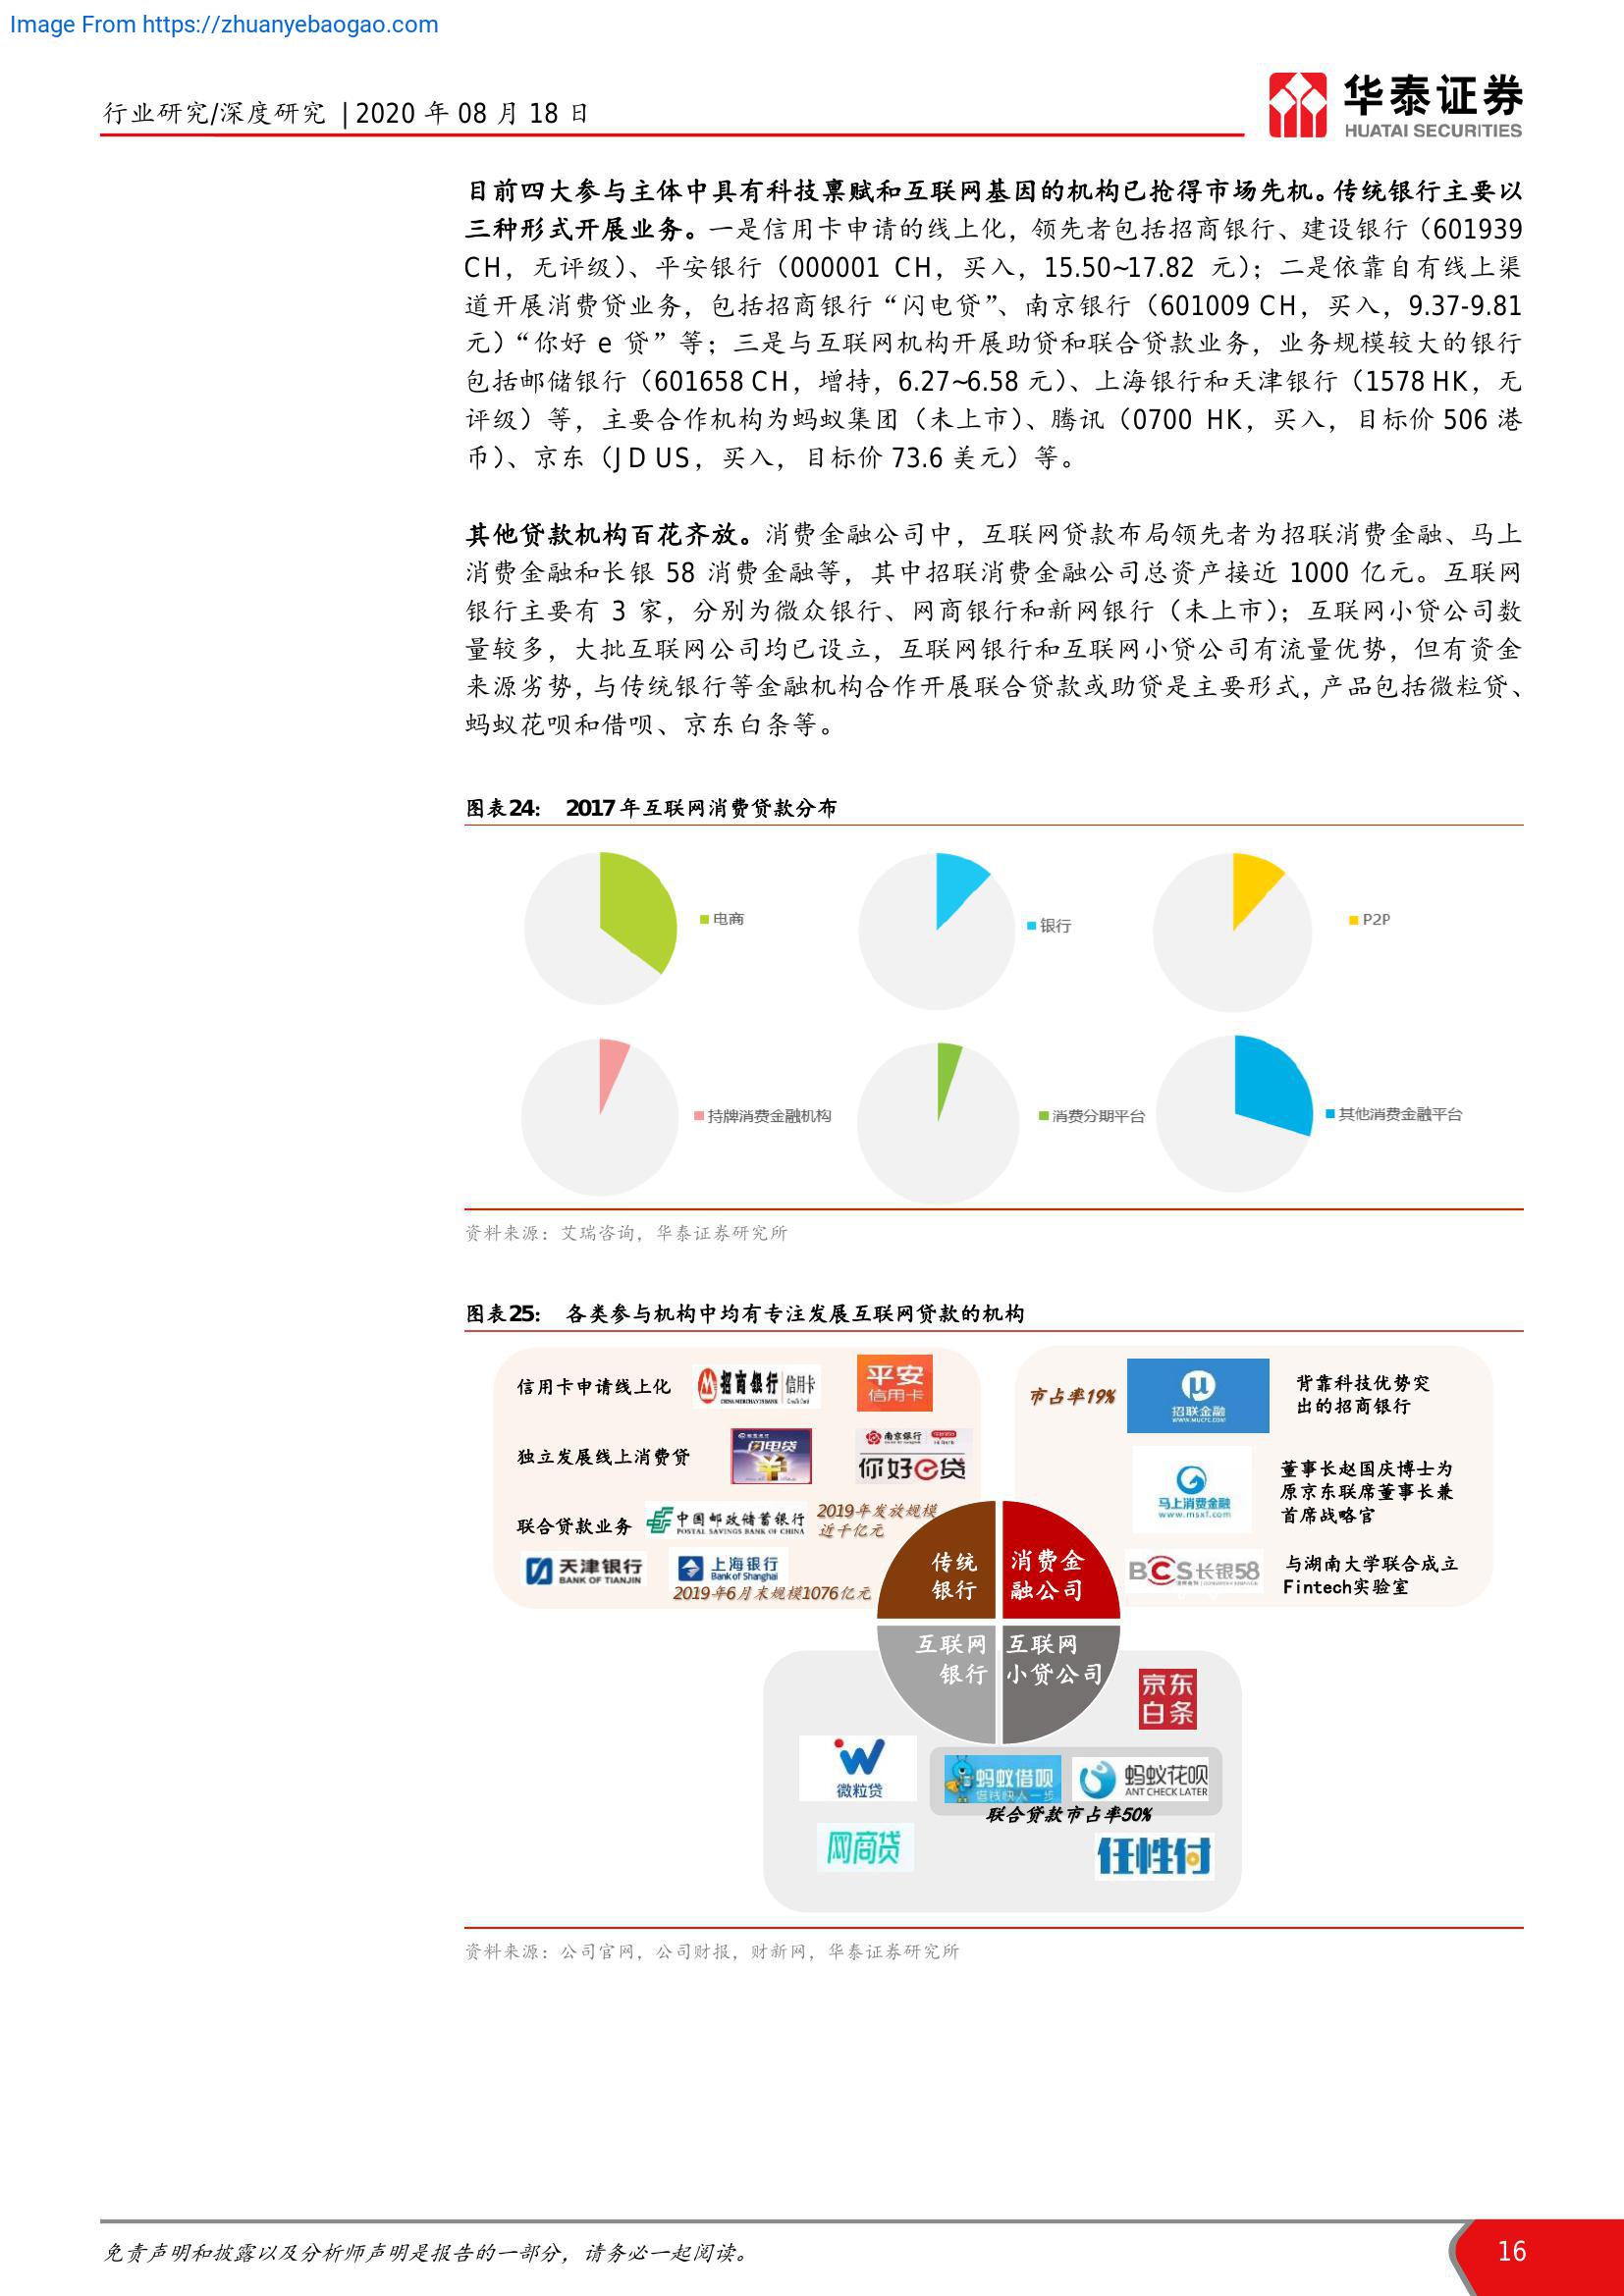 Image From https://zhuanyebaogao.com
行业研究/深度研究 | 2020 年 08 月 18 日
华泰证券
HUATAI SECURITIES
目前四大参与主体中具有科技禀赋和互联网基因的机构已抢得市场先机。传统银行主要以
三种形式开展业务。一是信用卡申请的线上化，领先者包括招商银行、建设银行（601939
CH，无评级）、平安银行（000001 CH，买入，15.50~17.82 元）；二是依靠自有线上渠
道开展消费贷业务，包括招商银行“闪电贷”、南京银行（601009 CH，买入，9.37-9.81
元）“你好 e 贷”等；三是与互联网机构开展助贷和联合贷款业务，业务规模较大的银行
包括邮储银行（601658 CH，增持，6.27~6.58 元）、上海银行和天津银行（1578 HK，无
评级）等，主要合作机构为蚂蚁集团（未上市）、腾讯（0700 HK，买入，目标价 506 港
币）、京东（JD US，买入，目标价 73.6 美元）等。
其他贷款机构百花齐放。消费金融公司中，互联网贷款布局领先者为招联消费金融、马上
消费金融和长银 58 消费金融等，其中招联消费金融公司总资产接近 1000 亿元。互联网
银行主要有 3 家，分别为微众银行、网商银行和新网银行（未上市）；互联网小贷公司数
量较多，大批互联网公司均已设立，互联网银行和互联网小贷公司有流量优势，但有资金
来源劣势，与传统银行等金融机构合作开展联合贷款或助贷是主要形式，产品包括微粒贷、
蚂蚁花呗和借呗、京东白条等。
图表24： 2017 年互联网消费贷款分布
电商
银行
P2P
持牌消费金融机构
消费分期平台
其他消费金融平台
资料来源：艾瑞咨询，华泰证券研究所
图表25： 各类参与机构中均有专注发展互联网贷款的机构
信用卡申请线上化
招商银行 信用卡
CHINA MERCHANTS BANK Credit Card
平安
信用卡
独立发展线上消费贷
闪电贷
南京银行
你好e贷
联合贷款业务
中国邮政储蓄银行
POSTAL SAVINGS BANK OF CHINA
2019年发放规模
近千亿元
天津银行
BANK OF TIANJIN
上海银行
Bank of Shanghai
2019年6月末规模1076亿元
市占率19%
招联金融
WWW.MUCFC.COM
背靠科技优势突
出的招商银行
马上消费金融
www.msxf.com
董事长赵国庆博士为
原京东联席董事长兼
首席战略官
BCS长银58
与湖南大学联合成立
Fintech实验室
传统
银行
消费金
融公司
互联网
银行
互联网
小贷公司
京东
白条
微粒贷
蚂蚁借呗
借钱快人一步
蚂蚁花呗
ANT CHECK LATER
联合贷款市占率50%
网商贷
任性付
资料来源：公司官网，公司财报，财新网，华泰证券研究所
免责声明和披露以及分析师声明是报告的一部分，请务必一起阅读。
16